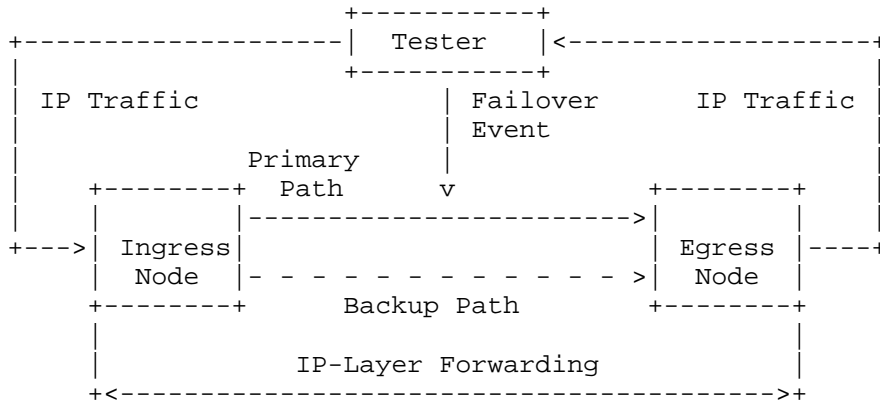 Tester
IP Traffic Failover IP Traffic
Event
Primary
Path v
Ingress Egress
Node Node
Backup Path
IP-Layer Forwarding